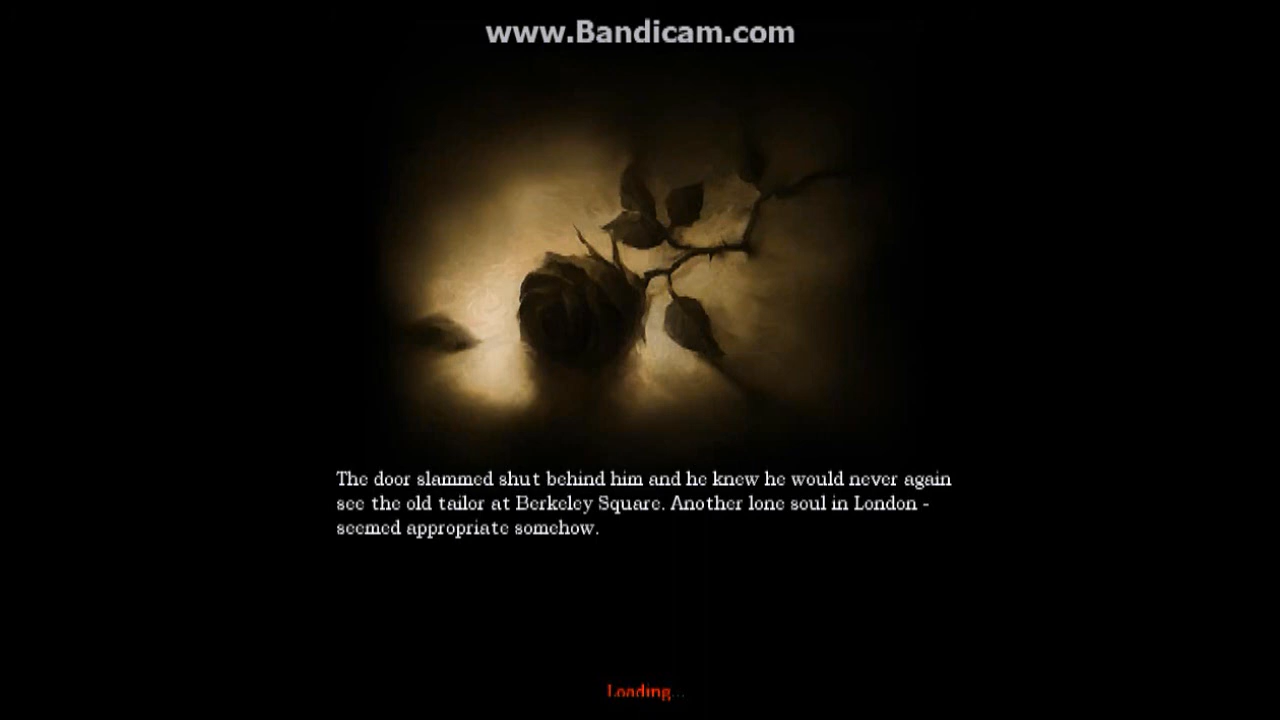 www.Bandicam.com
The door slammed shut behind him and he knew he would never again
see the old tailor at Berkeley Square. Another lone soul in London -
seemed appropriate somehow.
Loading...